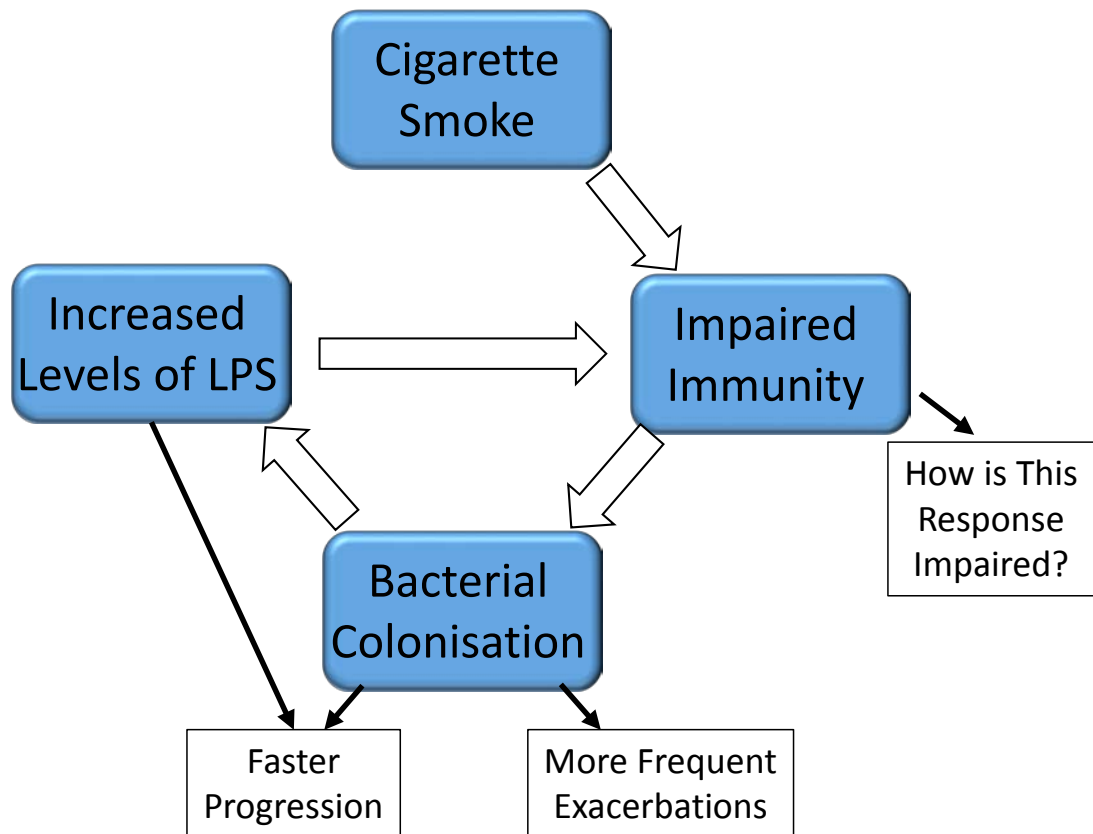 Cigarette
Smoke
Increased
Levels of LPS
Impaired
Immunity
How is This
Response
Impaired?
Bacterial
Colonisation
Faster
Progression
More Frequent
Exacerbations